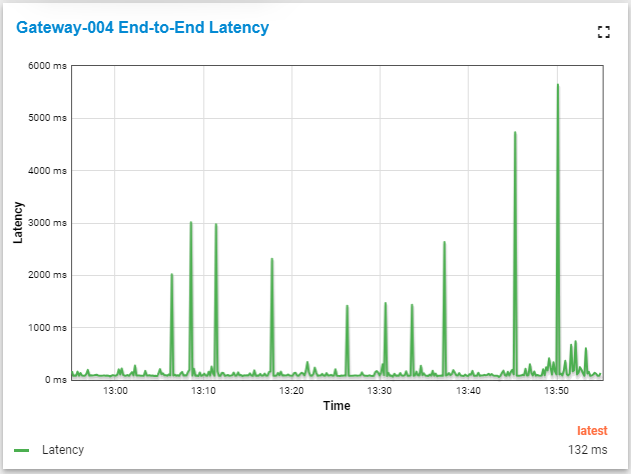 Gateway-004 End-to-End Latency
6000 ms
5000 ms
4000 ms
3000 ms
2000 ms
1000 ms
0 ms
Latency
13:00
13:10
13:20
13:30
13:40
13:50
Time
latest
Latency
132 ms